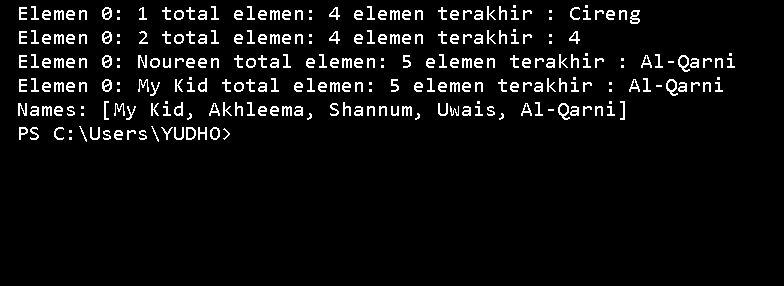 Elemen 0: 1 total elemen: 4 elemen terakhir : Cireng
Elemen 0: 2 total elemen: 4 elemen terakhir : 4
Elemen 0: Noureen total elemen: 5 elemen terakhir : Al-Qarni
Elemen 0: My Kid total elemen: 5 elemen terakhir : Al-Qarni
Names: [My Kid, Akhleema, Shannum, Uwais, Al-Qarni]
PS C:\Users\YUDHO>